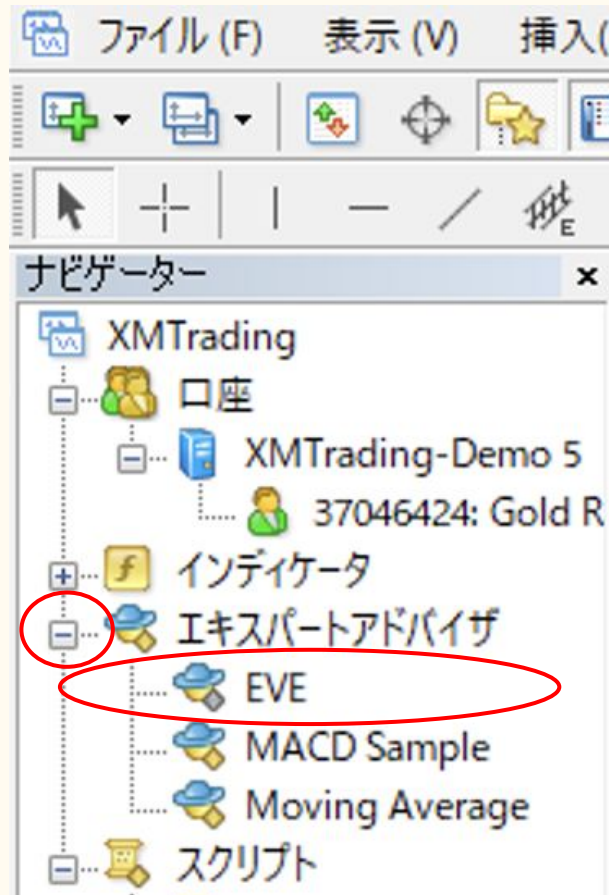 ファイル (F) 表示 (V) 挿入(
E
ナビゲーター
XMTrading
口座
XMTrading-Demo 5
37046424: Gold R
インディケータ
エキスパートアドバイザ
EVE
MACD Sample
Moving Average
スクリプト